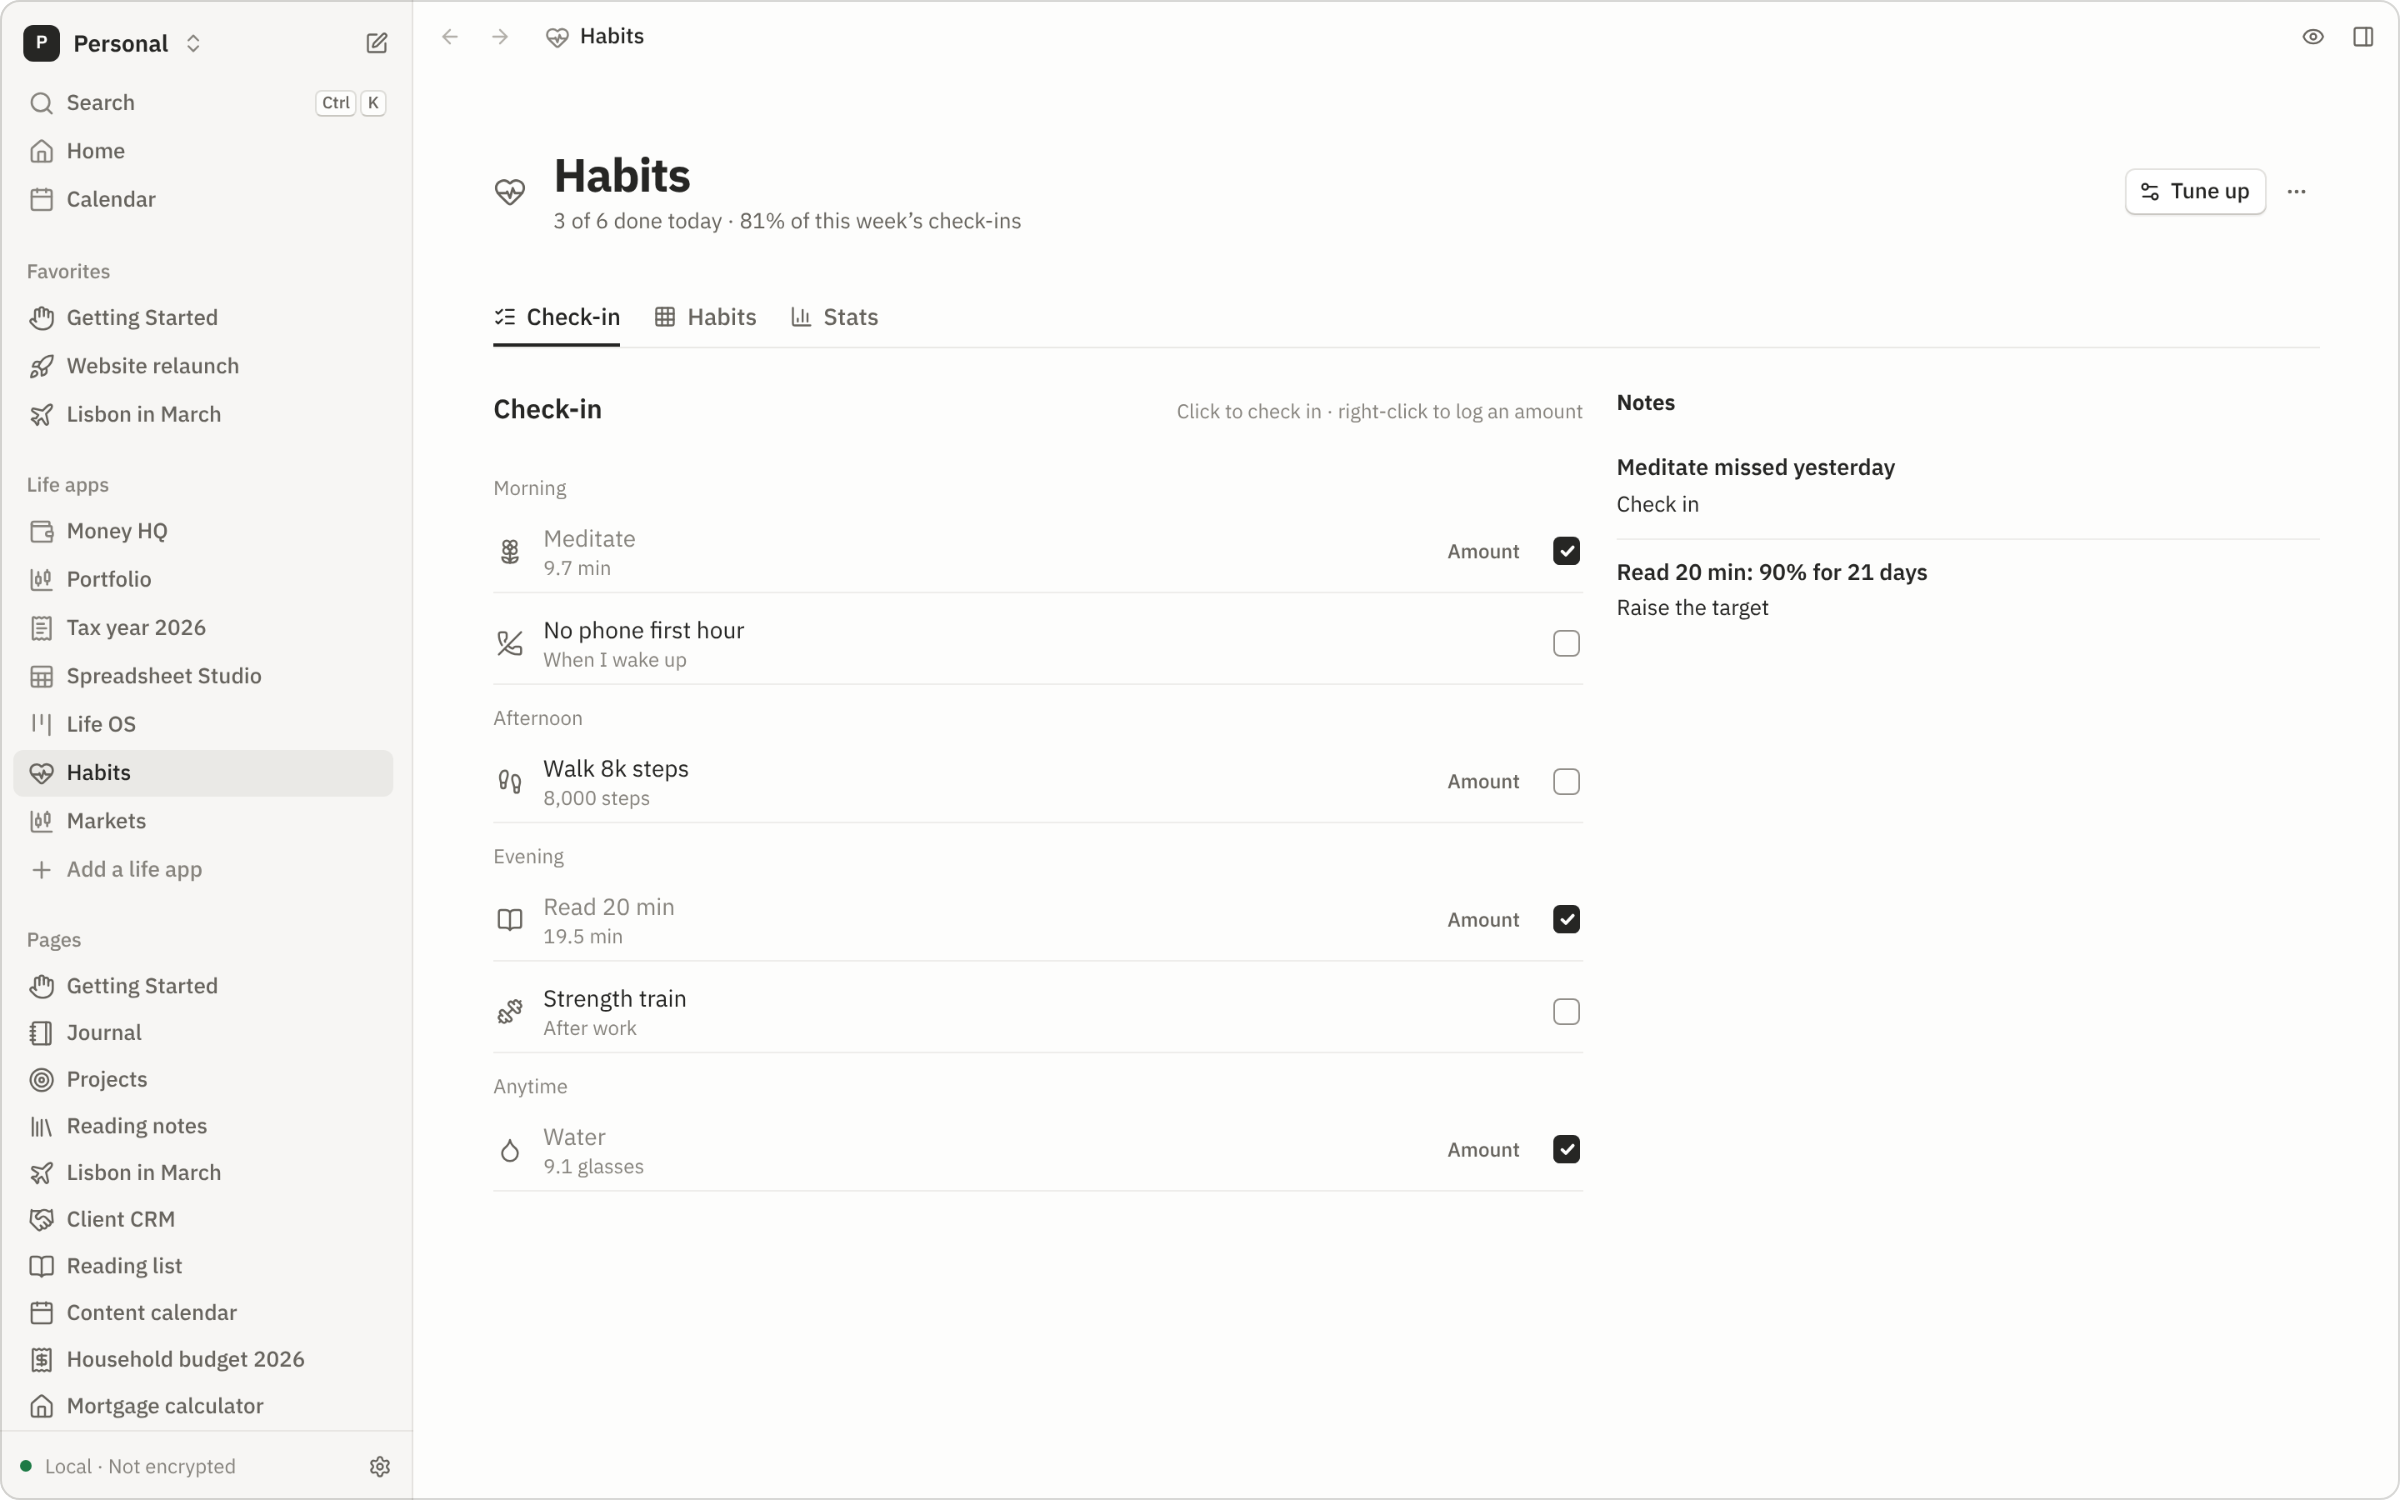 P Personal
Search Ctrl K
Home
Calendar
Favorites
Getting Started
Website relaunch
Lisbon in March
Life apps
Money HQ
Portfolio
Tax year 2026
Spreadsheet Studio
Life OS
Habits
Markets
Add a life app
Pages
Getting Started
Journal
Projects
Reading notes
Lisbon in March
Client CRM
Reading list
Content calendar
Household budget 2026
Mortgage calculator
Local · Not encrypted
Habits
Habits
3 of 6 done today · 81% of this week’s check-ins
Tune up
Check-in Habits Stats
Check-in
Click to check in · right-click to log an amount
Morning
Meditate
9.7 min
Amount
No phone first hour
When I wake up
Afternoon
Walk 8k steps
8,000 steps
Amount
Evening
Read 20 min
19.5 min
Amount
Strength train
After work
Anytime
Water
9.1 glasses
Amount
Notes
Meditate missed yesterday
Check in
Read 20 min: 90% for 21 days
Raise the target